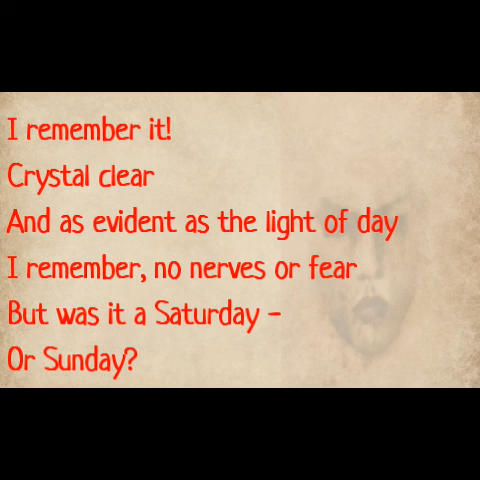 I remember it!
Crystal clear
And as evident as the light of day
I remember, no nerves or fear
But was it a Saturday -
Or Sunday?